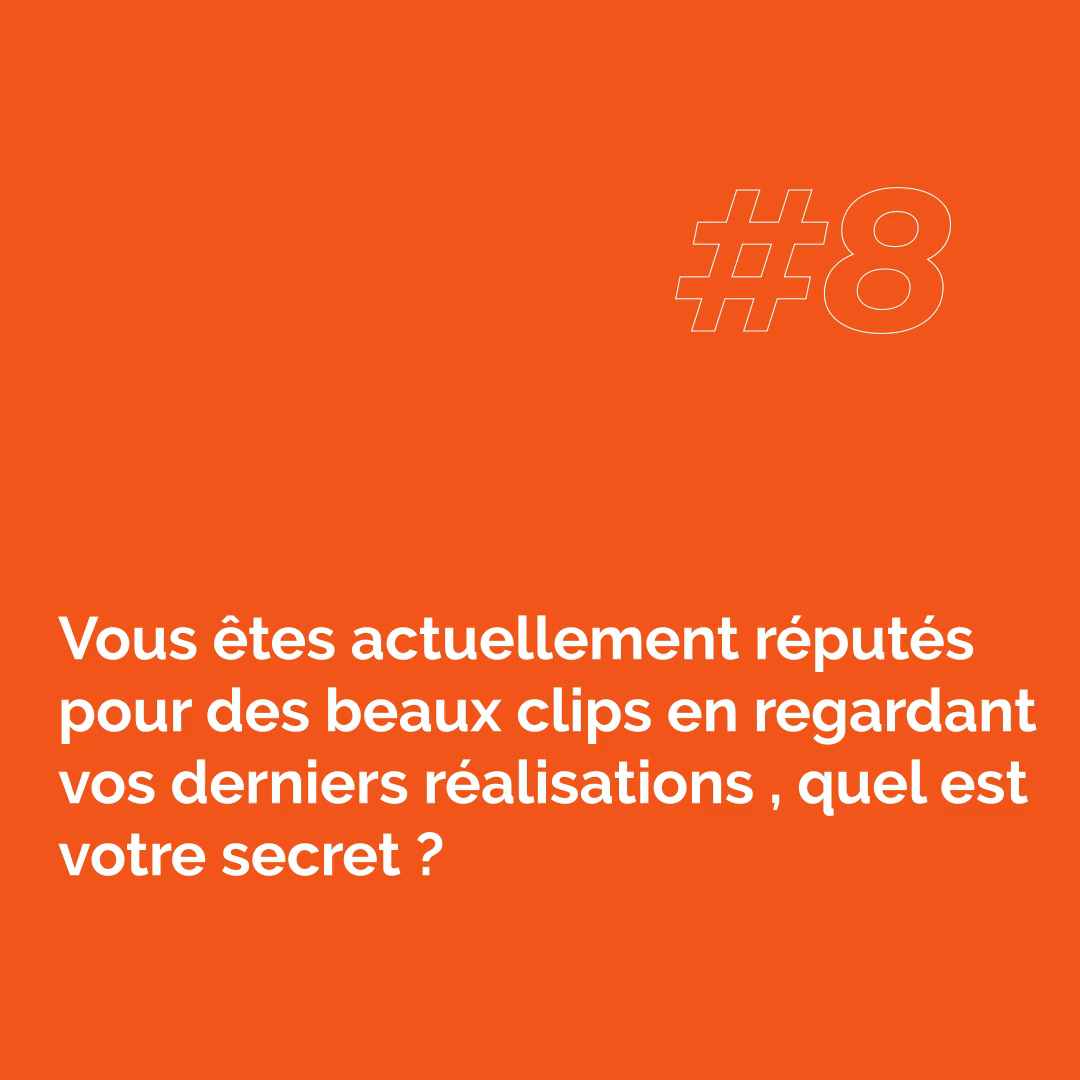 #8
Vous êtes actuellement réputés
pour des beaux clips en regardant
vos derniers réalisations , quel est
votre secret ?